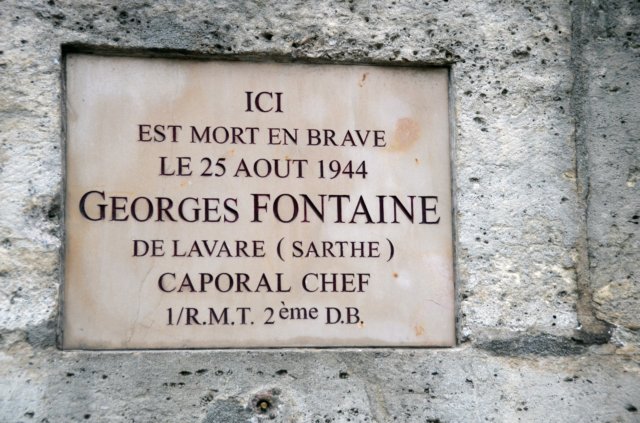 ICI
EST MORT EN BRAVE
LE 25 AOUT 1944
GEORGES FONTAINE
DE LAVARE ( SARTHE )
CAPORAL CHEF
1/R.M.T. 2ème D.B.